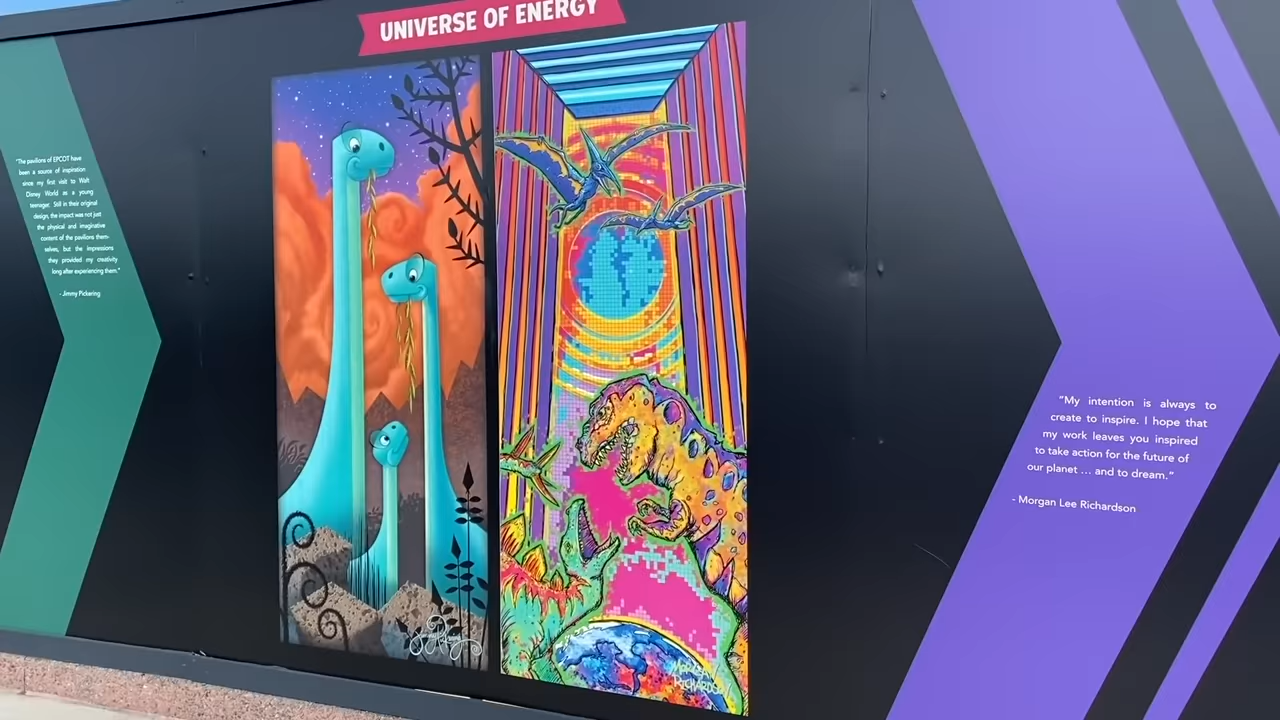 UNIVERSE OF ENERGY
"The pavilions of EPCOT have
been a source of inspiration
since my first visit to Walt
Disney World as a young
teenager. Still in their original
design, the impact was not just
the physical and imaginative
content of the pavilions them-
selves, but the impressions
they provided my creativity
long after experiencing them."
- Jimmy Pickering
Jimmy Pickering
MORGAN
RICHARDSON
"My intention is always to
create to inspire. I hope that
my work leaves you inspired
to take action for the future of
our planet ... and to dream."
- Morgan Lee Richardson